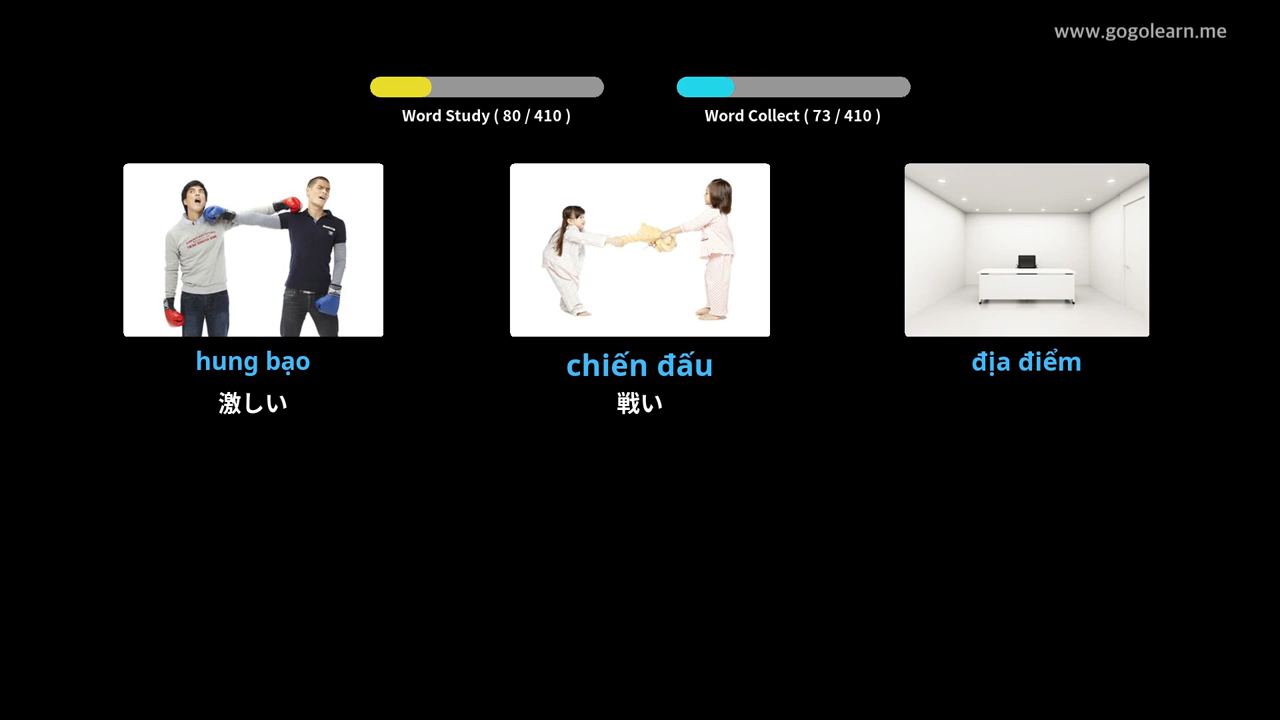 www.gogolearn.me
Word Study ( 80 / 410 )
Word Collect ( 73 / 410 )
hung bạo
激しい
chiến đấu
戦い
địa điểm